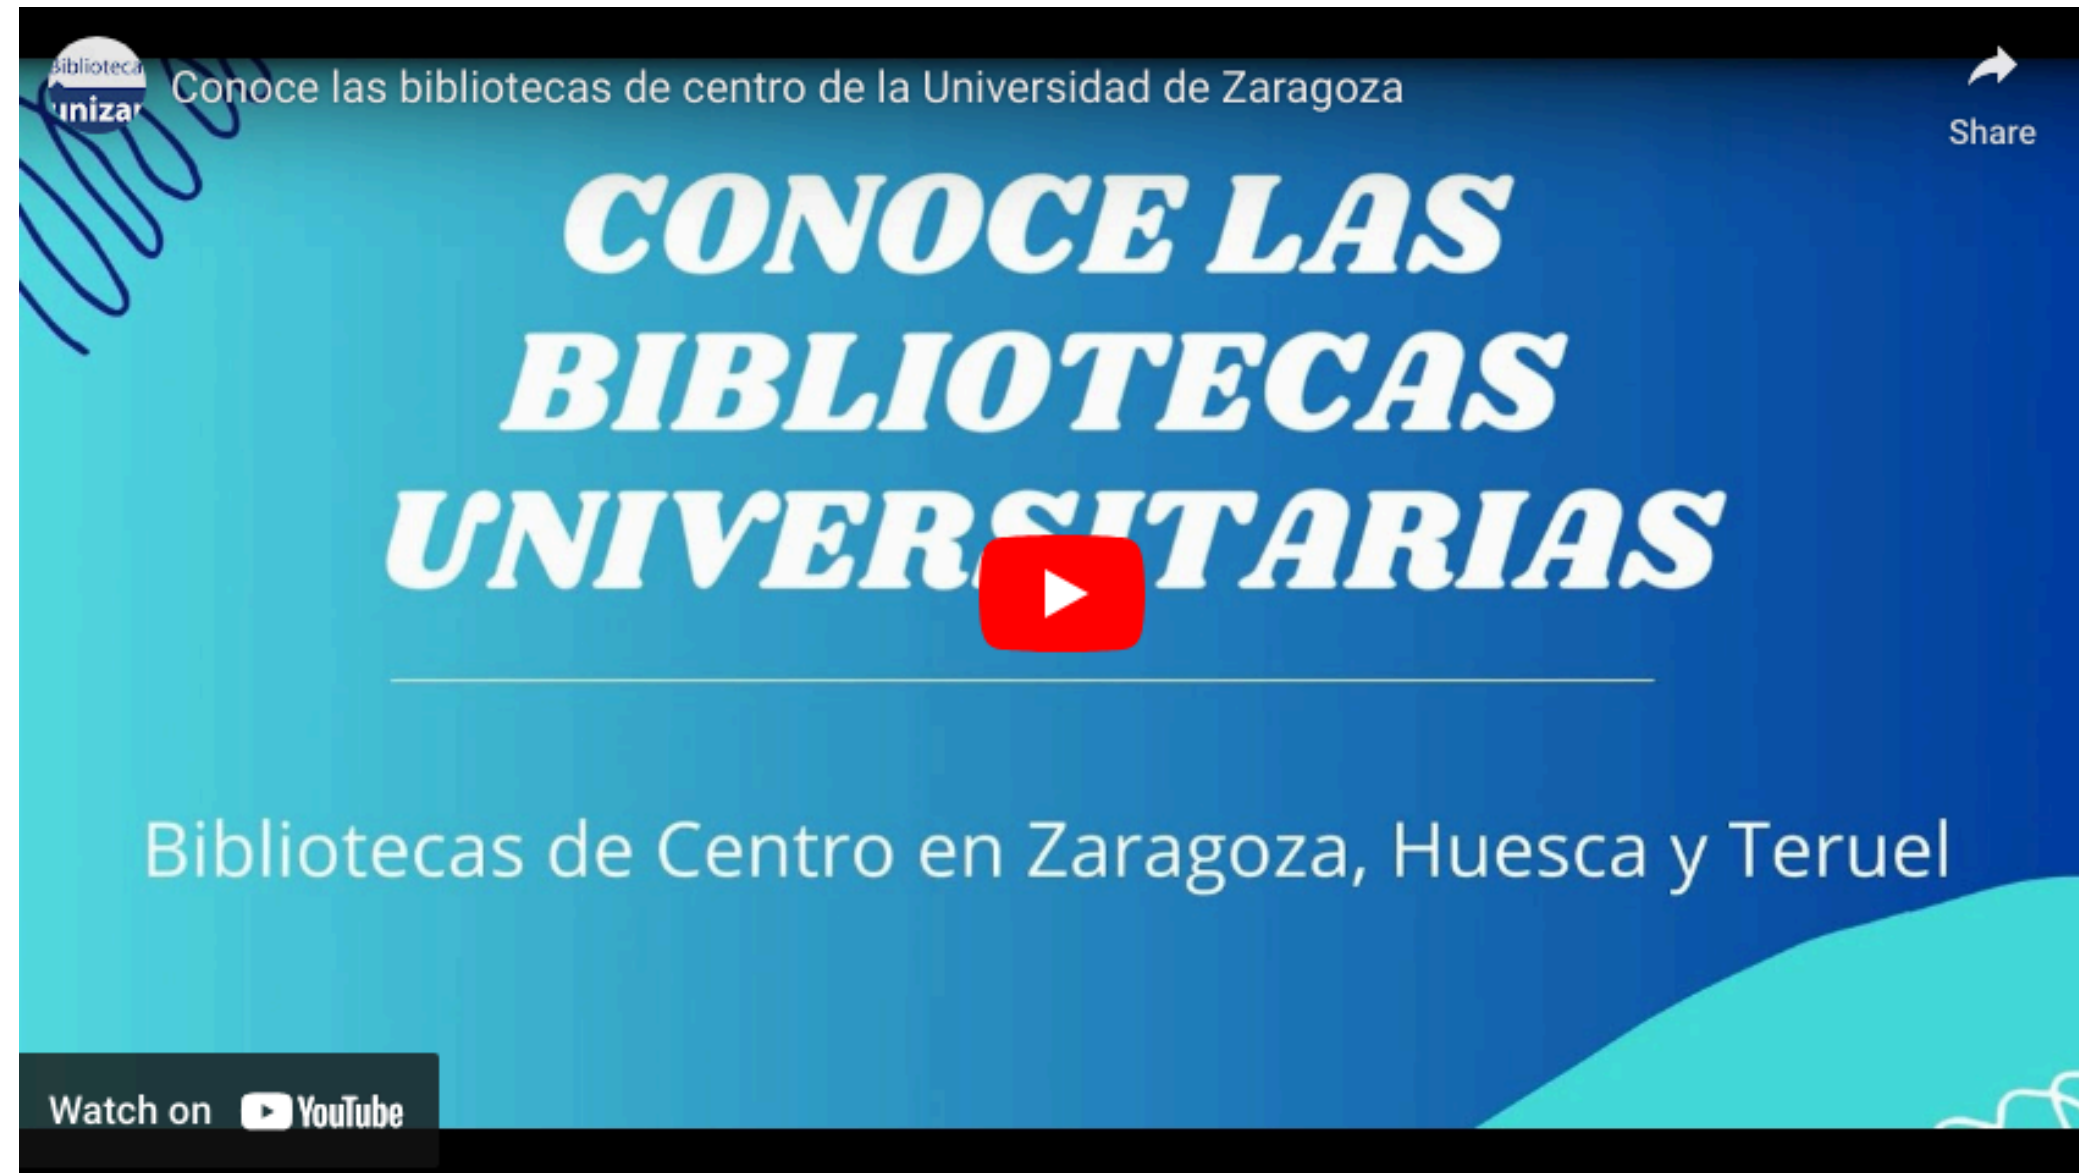 Biblioteca
unizar
Conoce las bibliotecas de centro de la Universidad de Zaragoza
Share
CONOCE LAS
BIBLIOTECAS
UNIVERSITARIAS
Bibliotecas de Centro en Zaragoza, Huesca y Teruel
Watch on YouTube